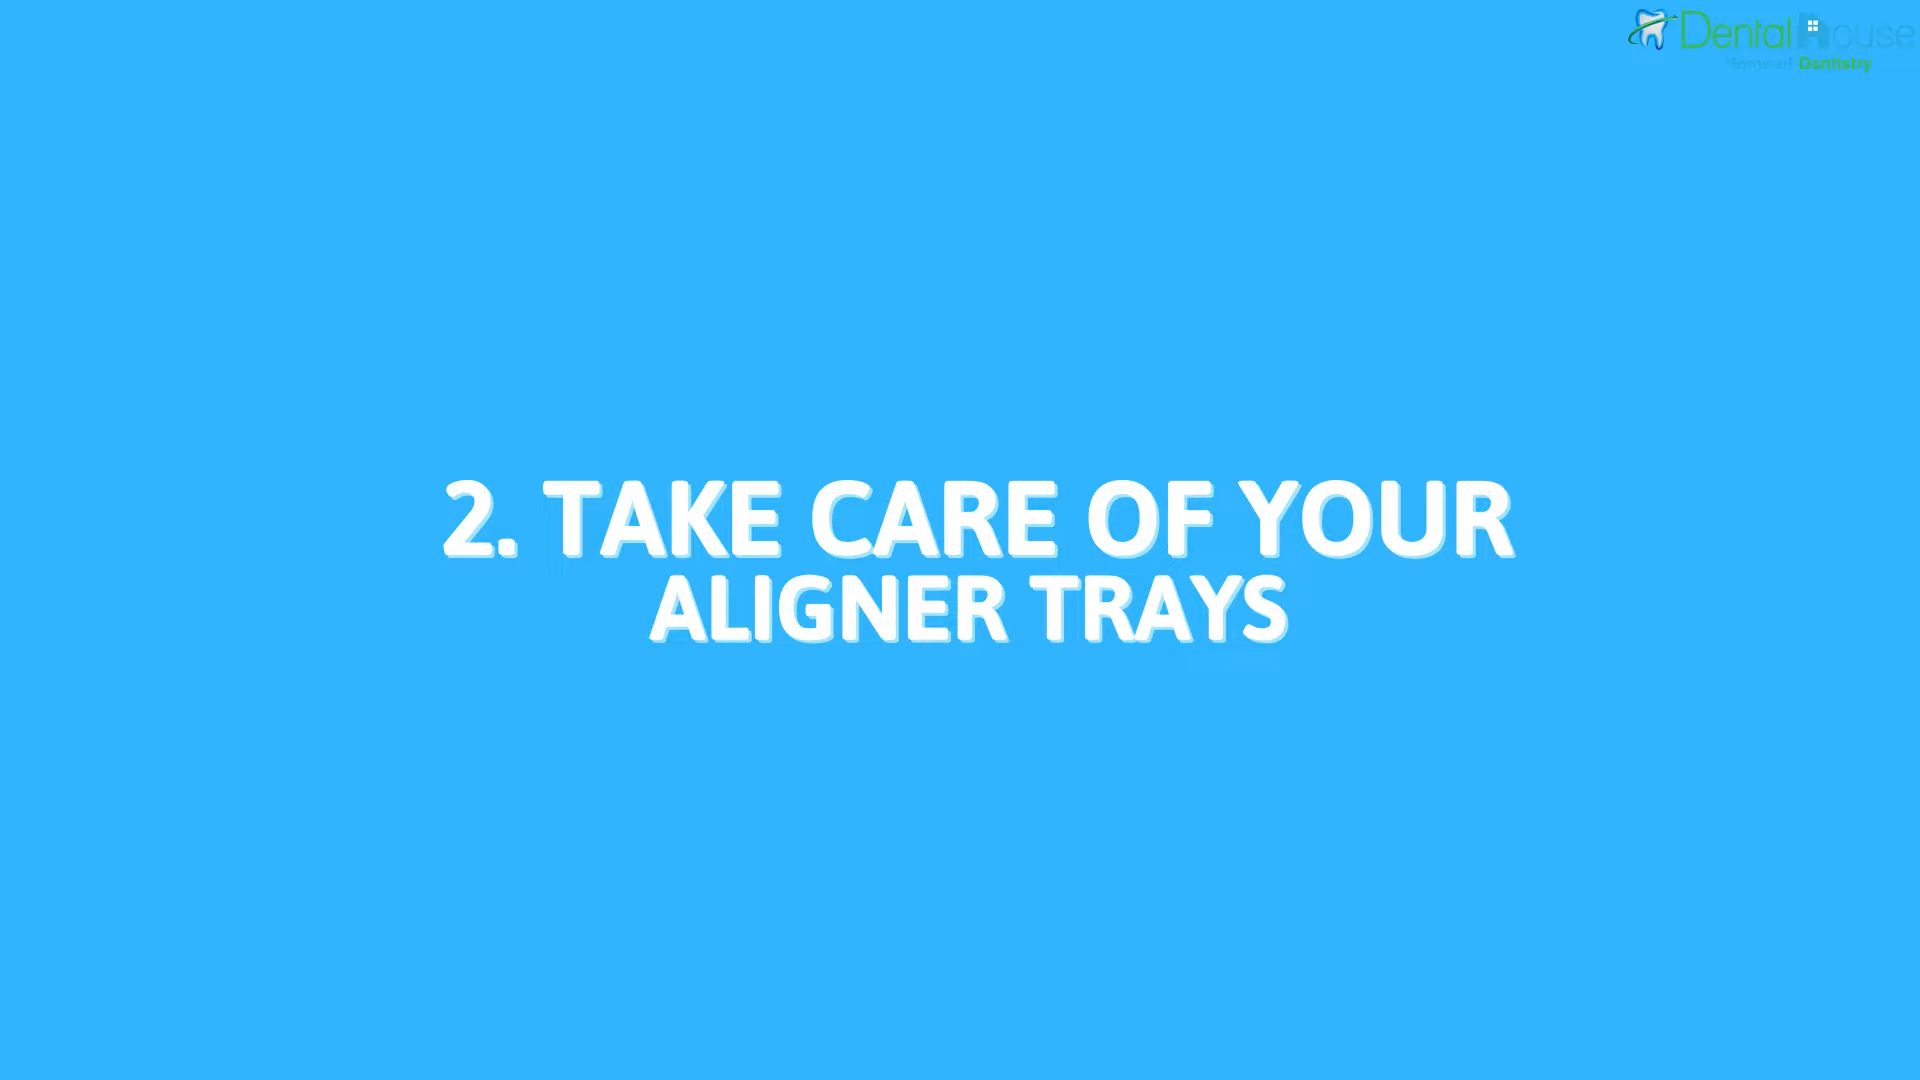 Dental House
Home of Dentistry
2. TAKE CARE OF YOUR
ALIGNER TRAYS